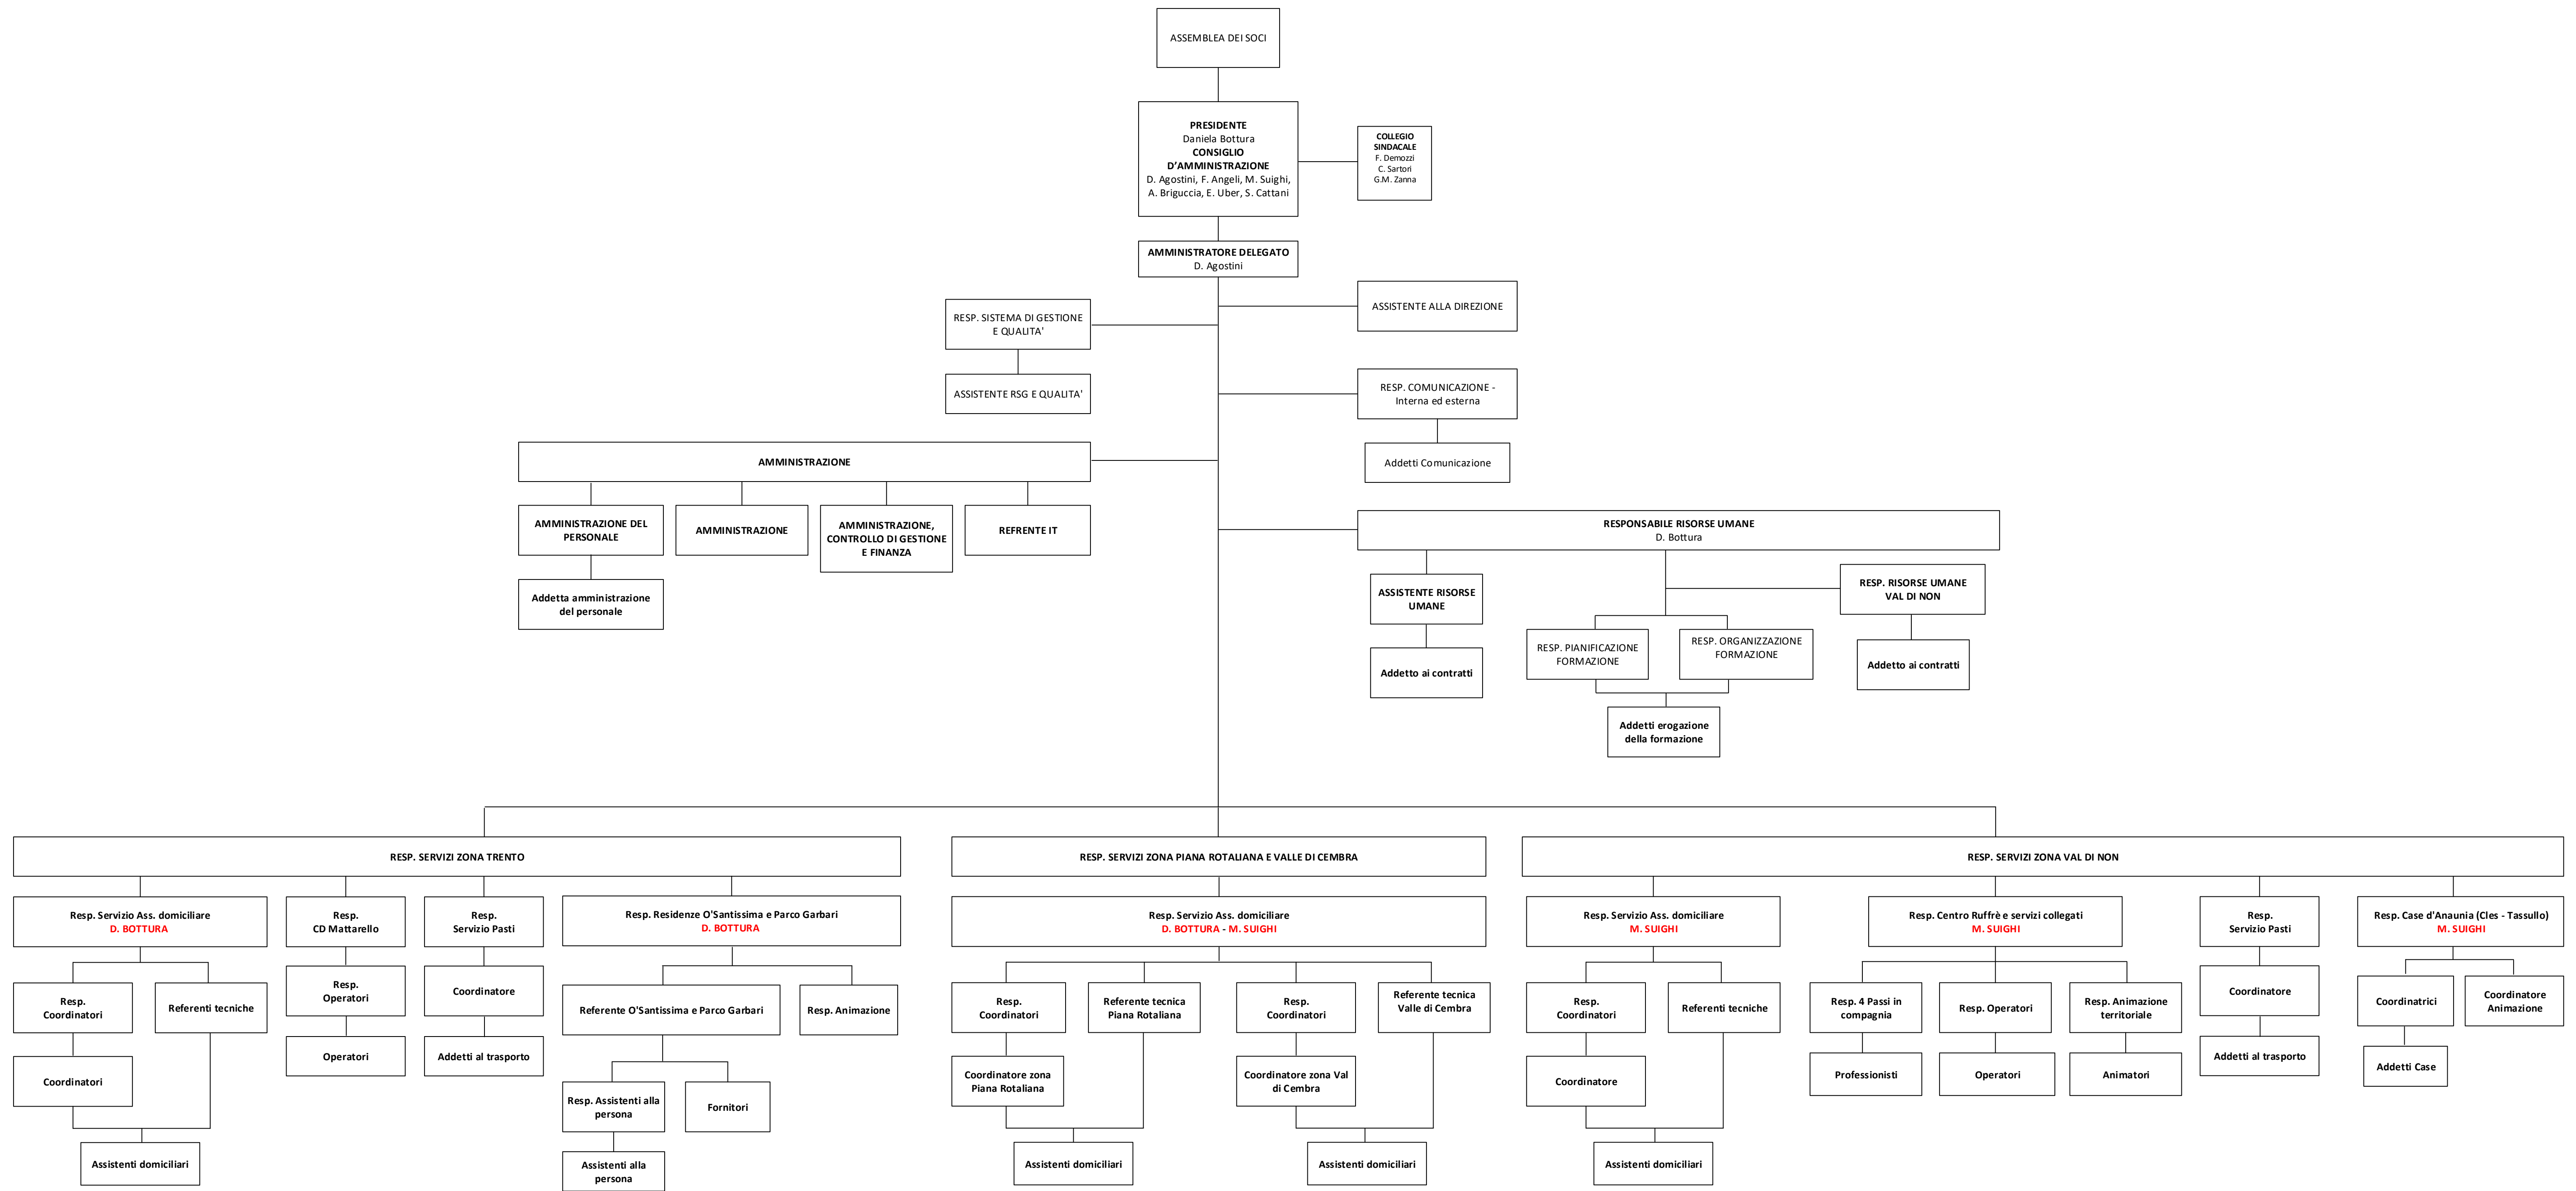 ASSEMBLEA DEI SOCI
PRESIDENTE
Daniela Bottura
CONSIGLIO
D'AMMINISTRAZIONE
D. Agostini, F. Angeli, M. Suighi,
A. Briguccia, E. Uber, S. Cattani
COLLEGIO
SINDACALE
F. Demozzi
C. Sartori
G.M. Zanna
AMMINISTRATORE DELEGATO
D. Agostini
ASSISTENTE ALLA DIREZIONE
RESP. SISTEMA DI GESTIONE
E QUALITA'
ASSISTENTE RSG E QUALITA'
RESP. COMUNICAZIONE -
Interna ed esterna
Addetti Comunicazione
AMMINISTRAZIONE
AMMINISTRAZIONE DEL
PERSONALE
AMMINISTRAZIONE
AMMINISTRAZIONE,
CONTROLLO DI GESTIONE
E FINANZA
REFRENTE IT
Addetta amministrazione
del personale
RESPONSABILE RISORSE UMANE
D. Bottura
ASSISTENTE RISORSE
UMANE
Addetto ai contratti
RESP. PIANIFICAZIONE
FORMAZIONE
RESP. ORGANIZZAZIONE
FORMAZIONE
Addetti erogazione
della formazione
RESP. RISORSE UMANE
VAL DI NON
Addetto ai contratti
RESP. SERVIZI ZONA TRENTO
Resp. Servizio Ass. domiciliare
D. BOTTURA
Resp.
Coordinatori
Referenti tecniche
Coordinatori
Assistenti domiciliari
Resp.
CD Mattarello
Resp.
Operatori
Operatori
Resp.
Servizio Pasti
Coordinatore
Addetti al trasporto
Resp. Residenze O'Santissima e Parco Garbari
D. BOTTURA
Referente O'Santissima e Parco Garbari
Resp. Animazione
Resp. Assistenti alla
persona
Fornitori
Assistenti alla
persona
RESP. SERVIZI ZONA PIANA ROTALIANA E VALLE DI CEMBRA
Resp. Servizio Ass. domiciliare
D. BOTTURA - M. SUIGHI
Resp.
Coordinatori
Referente tecnica
Piana Rotaliana
Coordinatore zona
Piana Rotaliana
Assistenti domiciliari
Resp.
Coordinatori
Referente tecnica
Valle di Cembra
Coordinatore zona Val
di Cembra
Assistenti domiciliari
RESP. SERVIZI ZONA VAL DI NON
Resp. Servizio Ass. domiciliare
M. SUIGHI
Resp.
Coordinatori
Referenti tecniche
Coordinatore
Assistenti domiciliari
Resp. Centro Ruffrè e servizi collegati
M. SUIGHI
Resp. 4 Passi in
compagnia
Professionisti
Resp. Operatori
Operatori
Resp. Animazione
territoriale
Animatori
Resp.
Servizio Pasti
Coordinatore
Addetti al trasporto
Resp. Case d'Anaunia (Cles - Tassullo)
M. SUIGHI
Coordinatrici
Coordinatore
Animazione
Addetti Case